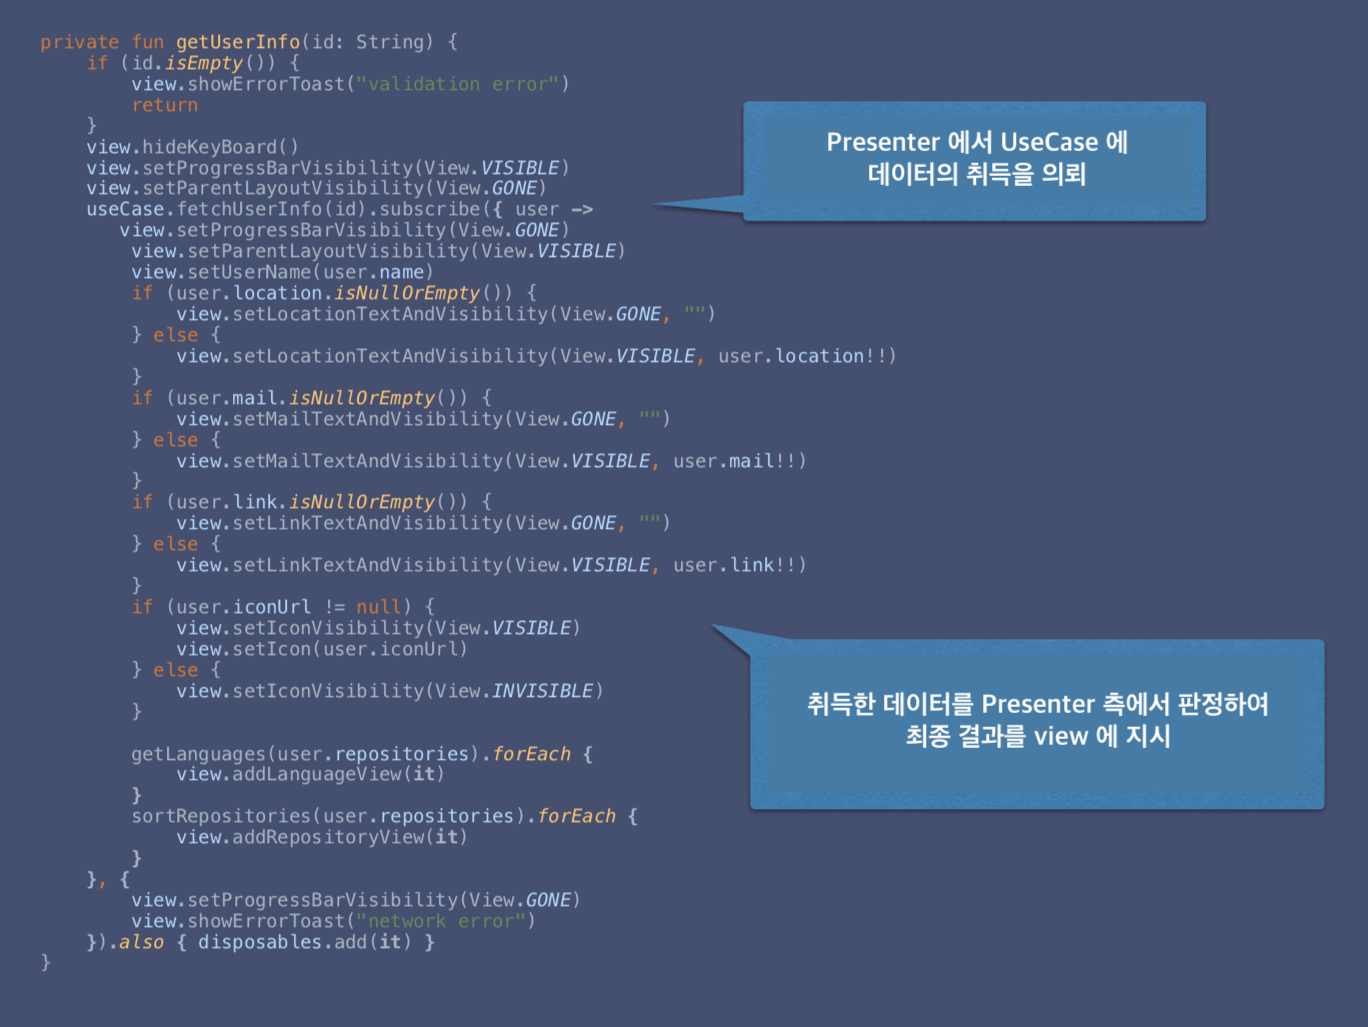 private fun getUserInfo(id: String) {
    if (id.isEmpty()) {
        view.showErrorToast("validation error")
        return
    }
    view.hideKeyBoard()
    view.setProgressBarVisibility(View.VISIBLE)
    view.setParentLayoutVisibility(View.GONE)
    useCase.fetchUserInfo(id).subscribe({ user ->
       view.setProgressBarVisibility(View.GONE)
        view.setParentLayoutVisibility(View.VISIBLE)
        view.setUserName(user.name)
        if (user.location.isNullOrEmpty()) {
            view.setLocationTextAndVisibility(View.GONE, "")
        } else {
            view.setLocationTextAndVisibility(View.VISIBLE, user.location!!)
        }
        if (user.mail.isNullOrEmpty()) {
            view.setMailTextAndVisibility(View.GONE, "")
        } else {
            view.setMailTextAndVisibility(View.VISIBLE, user.mail!!)
        }
        if (user.link.isNullOrEmpty()) {
            view.setLinkTextAndVisibility(View.GONE, "")
        } else {
            view.setLinkTextAndVisibility(View.VISIBLE, user.link!!)
        }
        if (user.iconUrl != null) {
            view.setIconVisibility(View.VISIBLE)
            view.setIcon(user.iconUrl)
        } else {
            view.setIconVisibility(View.INVISIBLE)
        }

        getLanguages(user.repositories).forEach {
            view.addLanguageView(it)
        }
        sortRepositories(user.repositories).forEach {
            view.addRepositoryView(it)
        }
    }, {
        view.setProgressBarVisibility(View.GONE)
        view.showErrorToast("network error")
    }).also { disposables.add(it) }
}
Presenter 에서 UseCase 에
데이터의 취득을 의뢰
취득한 데이터를 Presenter 측에서 판정하여
최종 결과를 view 에 지시